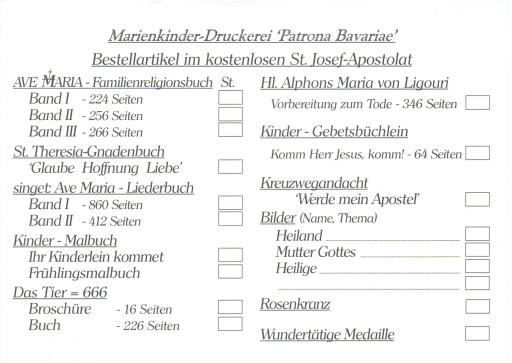 Marienkinder-Druckerei 'Patrona Bavariae'
Bestellartikel im kostenlosen St. Josef-Apostolat
AVE MARIA - Familienreligionsbuch St.
Band I - 224 Seiten
Band II - 256 Seiten
Band III - 266 Seiten
St. Theresia-Gnadenbuch
'Glaube Hoffnung Liebe'
singet: Ave Maria - Liederbuch
Band I - 860 Seiten
Band II - 412 Seiten
Kinder - Malbuch
Ihr Kinderlein kommet
Frühlingsmalbuch
Das Tier = 666
Broschüre - 16 Seiten
Buch - 226 Seiten
Hl. Alphons Maria von Ligouri
Vorbereitung zum Tode - 346 Seiten
Kinder - Gebetsbüchlein
Komm Herr Jesus, komm! - 64 Seiten
Kreuzwegandacht
'Werde mein Apostel'
Bilder (Name, Thema)
Heiland
Mutter Gottes
Heilige
Rosenkranz
Wundertätige Medaille